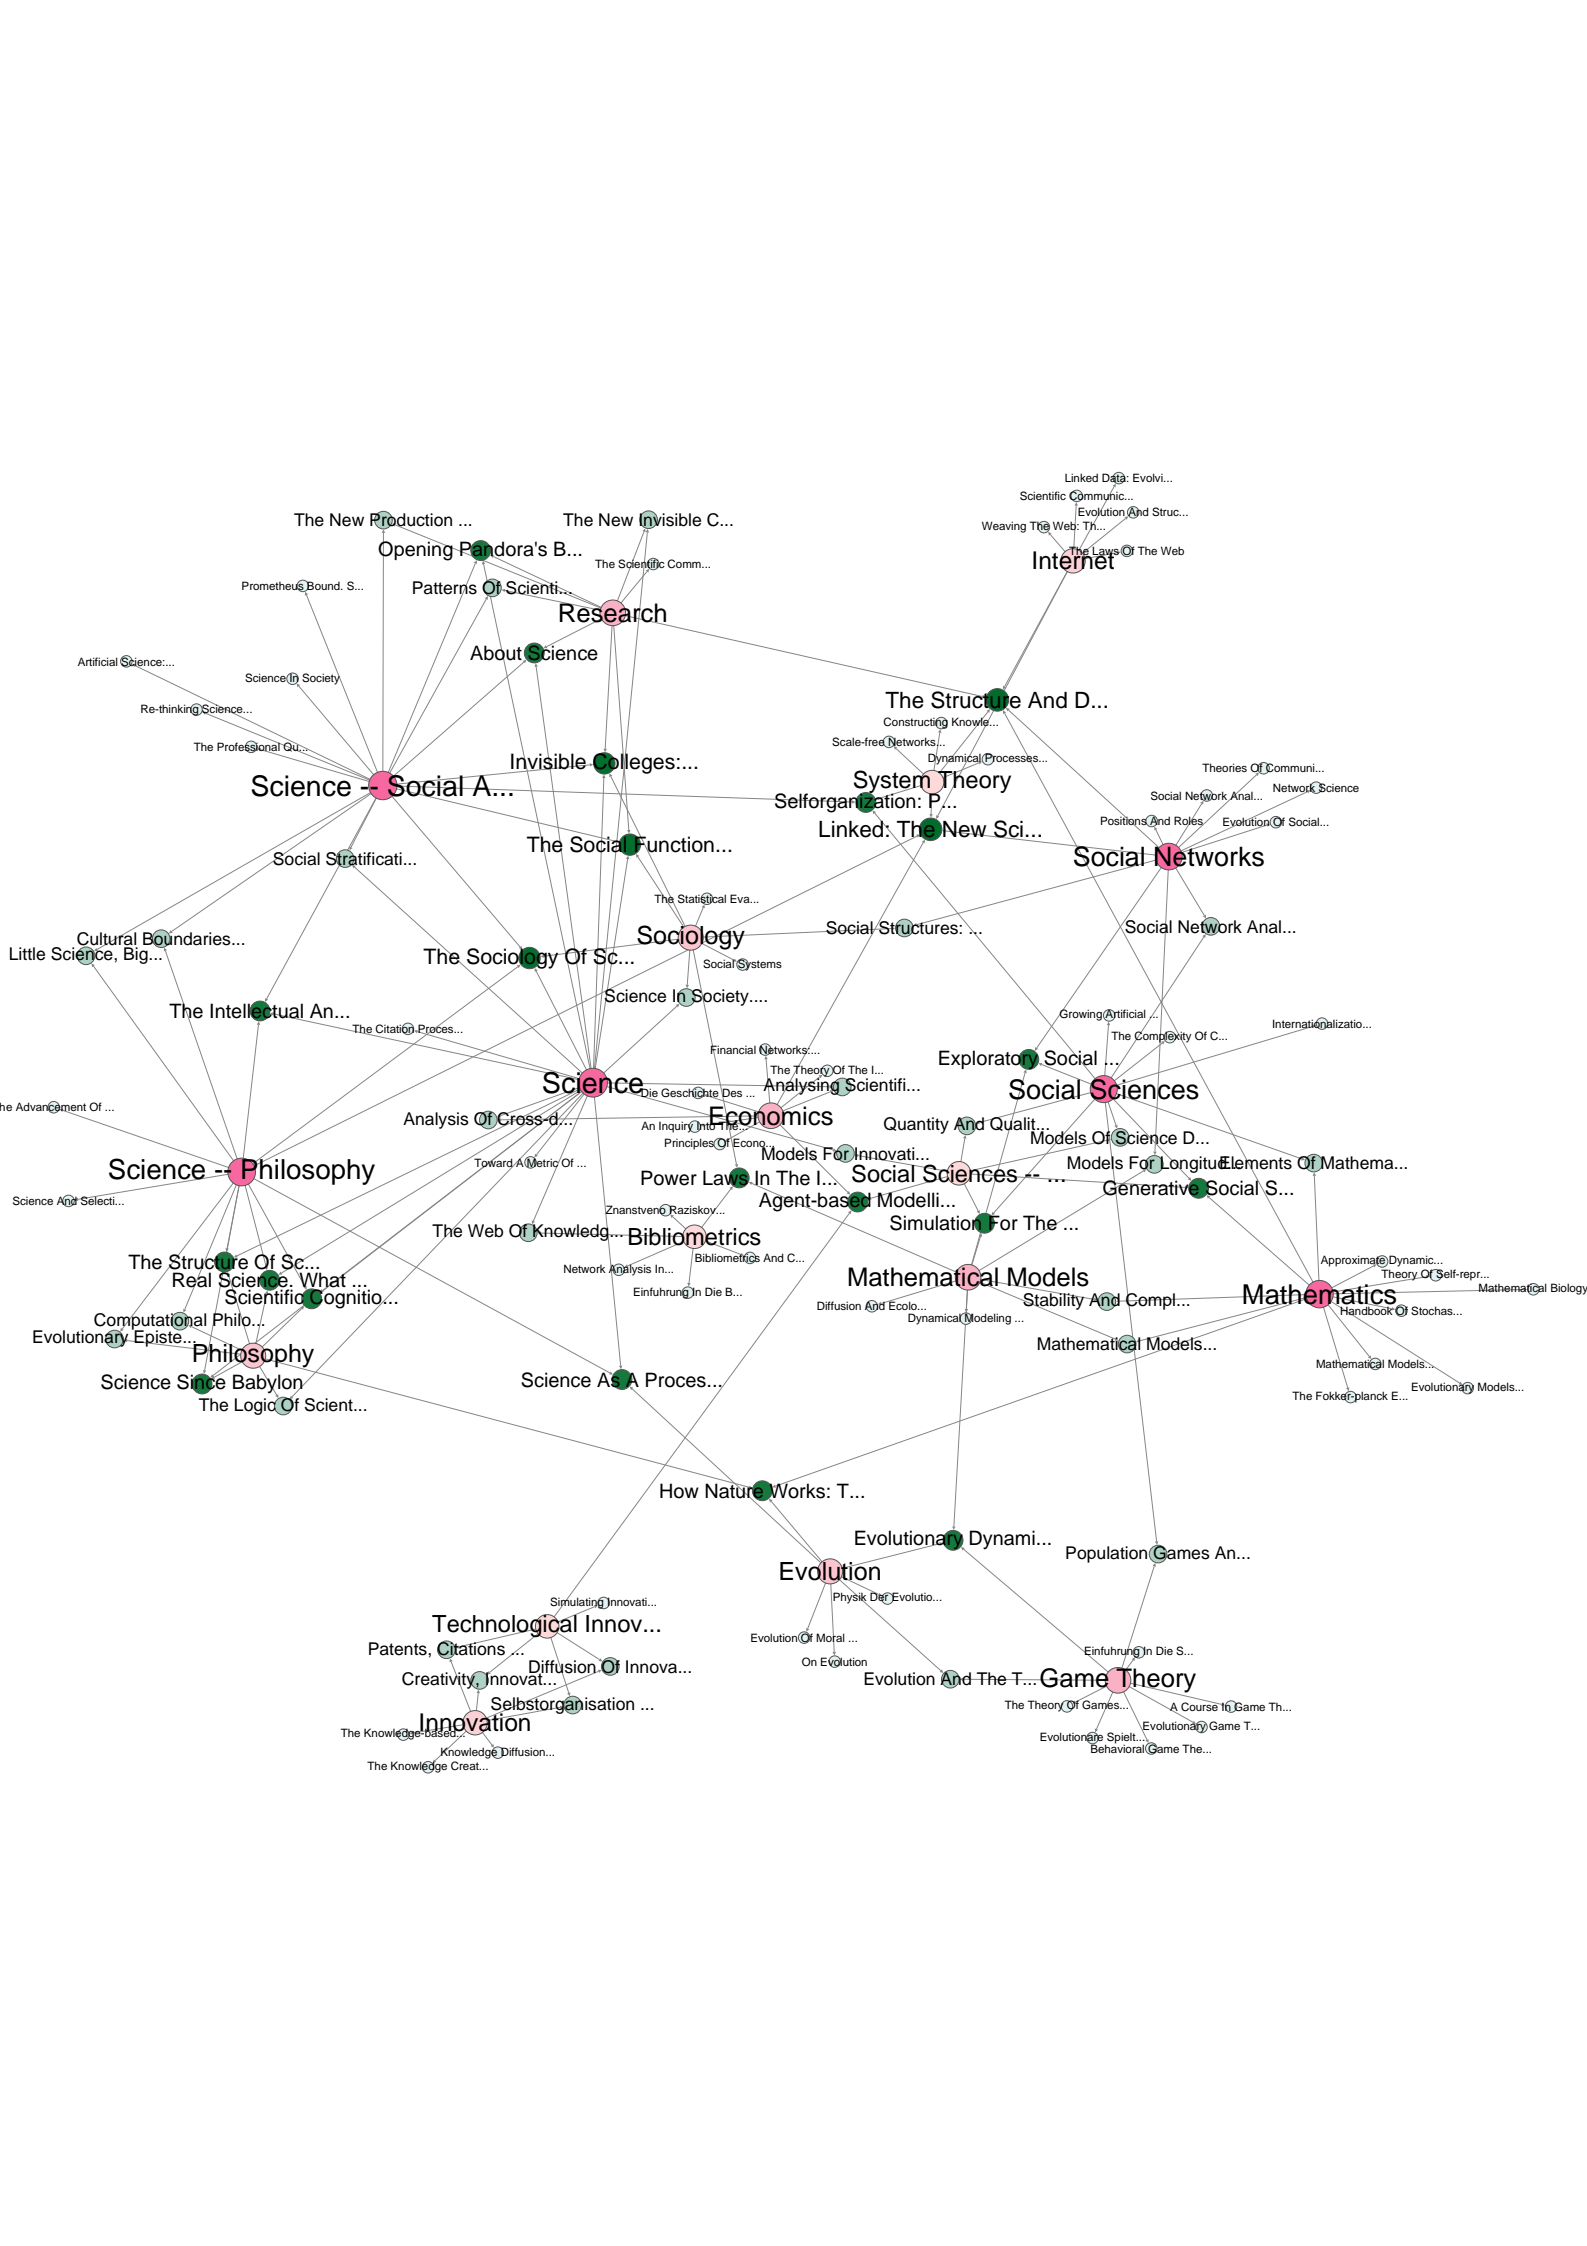 Linked Data: Evolvi...
Scientific Communic...
Evolution And Struc...
The New Production ...
The New Invisible C...
Weaving The Web: Th...
Opening Pandora's B...
The Laws Of The Web
Internet
The Scientific Comm...
Prometheus Bound. S...
Patterns Of Scienti...
Research
About Science
Artificial Science:...
Science In Society
The Structure And D...
Re-thinking Science...
Constructing Knowle...
Scale-free Networks...
The Professional Qu...
Dynamical Processes...
Invisible Colleges:...
Theories Of Communi...
System Theory
Science -- Social A...
Network Science
Social Network Anal...
Selforganization: P...
Positions And Roles
Evolution Of Social...
Linked: The New Sci...
The Social Function...
Social Stratificati...
Social Networks
The Statistical Eva...
Social Structures: ...
Social Network Anal...
Sociology
Cultural Boundaries...
Little Science, Big...
The Sociology Of Sc...
Social Systems
Science In Society....
The Intellectual An...
Growing Artificial ...
Internationalizatio...
The Citation Proces...
The Complexity Of C...
Financial Networks:...
Exploratory Social ...
The Theory Of The I...
Science
Analysing Scientifi...
Social Sciences
Die Geschichte Des ...
he Advancement Of ...
Economics
Analysis Of Cross-d...
An Inquiry Into The...
Quantity And Qualit...
Models Of Science D...
Principles Of Econo...
Models For Innovati...
Toward A Metric Of ...
Models For Longitud...
Elements Of Mathema...
Science -- Philosophy
Social Sciences -- ...
Power Laws In The I...
Generative Social S...
Science And Selecti...
Agent-based Modelli...
Znanstveno Raziskov...
Simulation For The ...
The Web Of Knowledg...
Bibliometrics
Bibliometrics And C...
The Structure Of Sc...
Approximate Dynamic...
Network Analysis In...
Theory Of Self-repr...
Real Science. What ...
Mathematical Models
Mathematical Biology
Einfuhrung In Die B...
Scientific Cognitio...
Mathematics
Stability And Compl...
Diffusion And Ecolo...
Handbook Of Stochas...
Dynamical Modeling ...
Computational Philo...
Evolutionary Episte...
Mathematical Models...
Philosophy
Mathematical Models...
Science As A Proces...
Science Since Babylon
Evolutionary Models...
The Fokker-planck E...
The Logic Of Scient...
How Nature Works: T...
Evolutionary Dynami...
Population Games An...
Evolution
Physik Der Evolutio...
Simulating Innovati...
Technological Innov...
Evolution Of Moral ...
Patents, Citations ...
Einfuhrung In Die S...
On Evolution
Diffusion Of Innova...
Creativity, Innovat...
Evolution And The T...
Game Theory
Selbstorganisation ...
The Theory Of Games...
A Course In Game Th...
Innovation
Evolutionary Game T...
The Knowledge-based...
Evolutionare Spielt...
Behavioral Game The...
Knowledge Diffusion...
The Knowledge Creat...